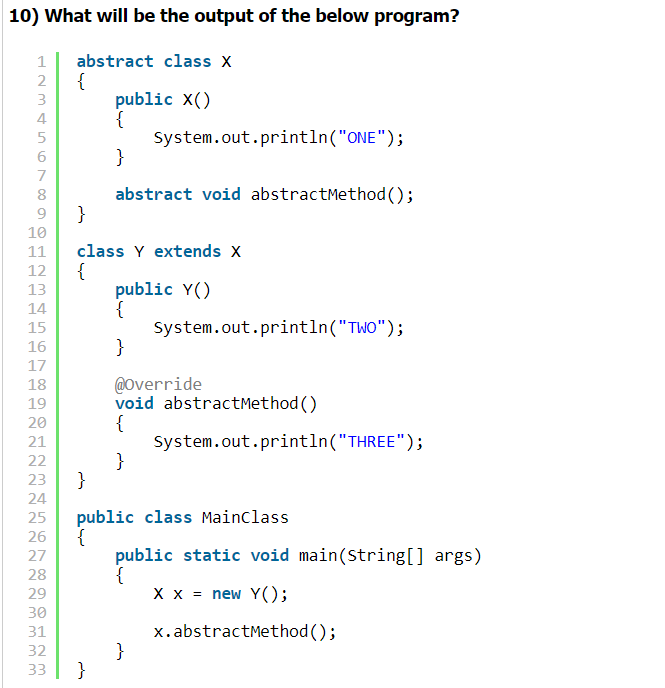 10) What will be the output of the below program?
1 abstract class X
2 {
3     public X()
4     {
5         System.out.println("ONE");
6     }
7
8     abstract void abstractMethod();
9 }
10
11 class Y extends X
12 {
13     public Y()
14     {
15         System.out.println("TWO");
16     }
17
18     @Override
19     void abstractMethod()
20     {
21         System.out.println("THREE");
22     }
23 }
24
25 public class MainClass
26 {
27     public static void main(String[] args)
28     {
29         X x = new Y();
30
31         x.abstractMethod();
32     }
33 }